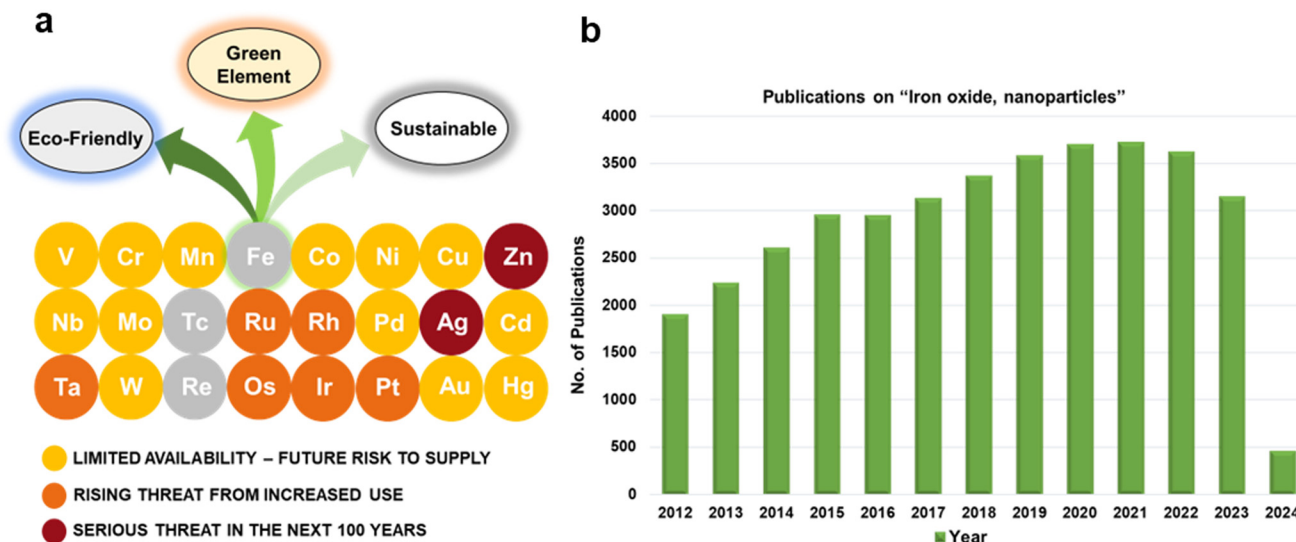 a
Green
Element
Eco-Friendly
Sustainable
V Cr Mn Fe Co Ni Cu Zn
Nb Mo Tc Ru Rh Pd Ag Cd
Ta W Re Os Ir Pt Au Hg
LIMITED AVAILABILITY – FUTURE RISK TO SUPPLY
RISING THREAT FROM INCREASED USE
SERIOUS THREAT IN THE NEXT 100 YEARS
b
Publications on “Iron oxide, nanoparticles”
No. of Publications
4000
3500
3000
2500
2000
1500
1000
500
0
2012 2013 2014 2015 2016 2017 2018 2019 2020 2021 2022 2023 2024
Year